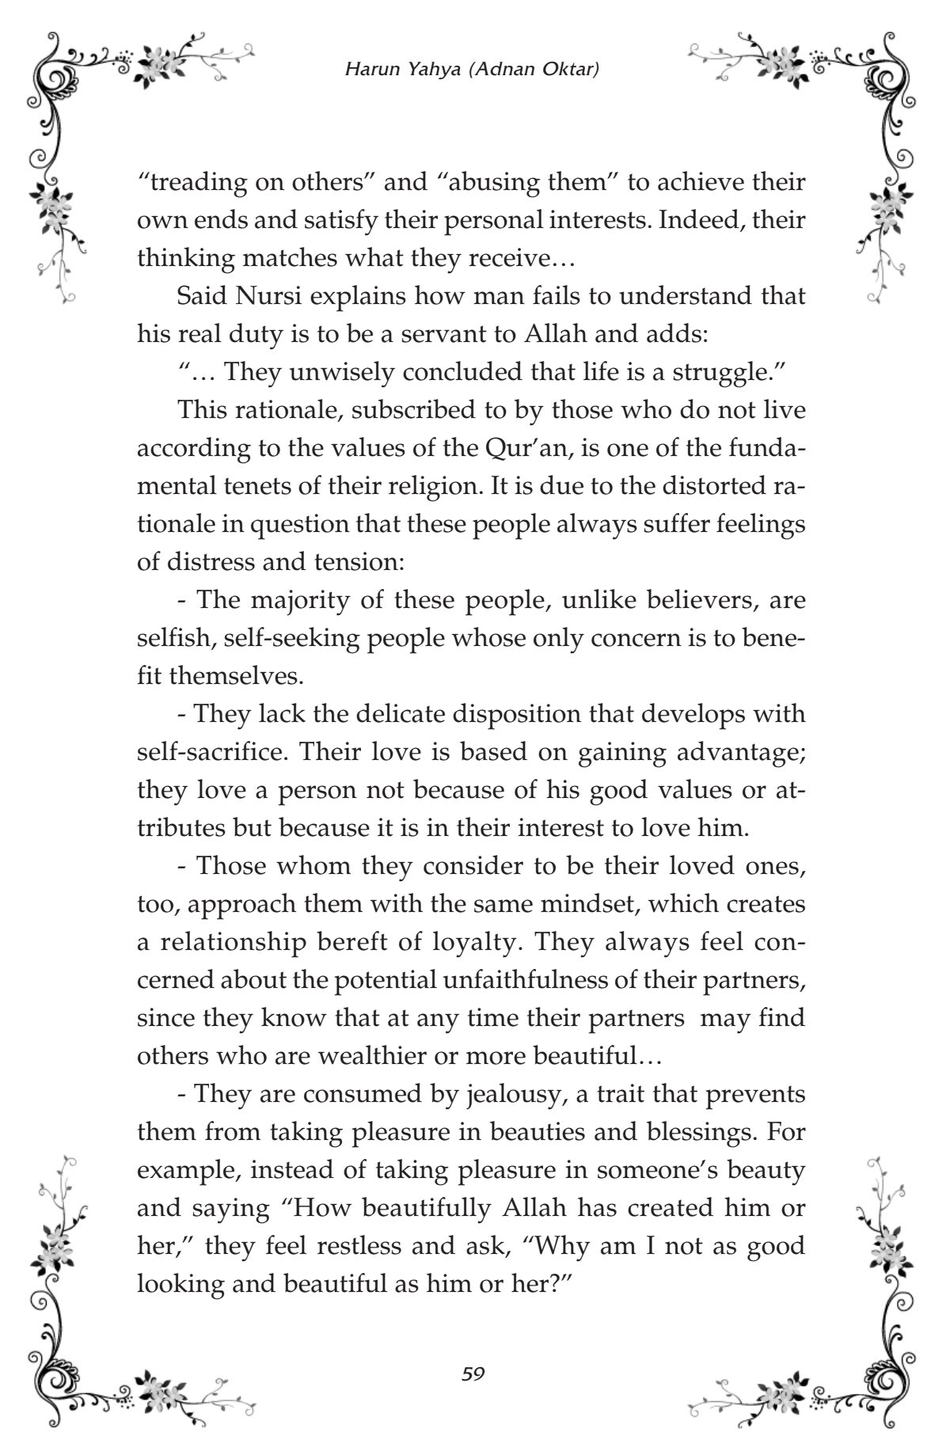 Harun Yahya (Adnan Oktar)
“treading on others” and “abusing them” to achieve their
own ends and satisfy their personal interests. Indeed, their
thinking matches what they receive…
Said Nursi explains how man fails to understand that
his real duty is to be a servant to Allah and adds:
“… They unwisely concluded that life is a struggle.”
This rationale, subscribed to by those who do not live
according to the values of the Qur’an, is one of the funda-
mental tenets of their religion. It is due to the distorted ra-
tionale in question that these people always suffer feelings
of distress and tension:
- The majority of these people, unlike believers, are
selfish, self-seeking people whose only concern is to bene-
fit themselves.
- They lack the delicate disposition that develops with
self-sacrifice. Their love is based on gaining advantage;
they love a person not because of his good values or at-
tributes but because it is in their interest to love him.
- Those whom they consider to be their loved ones,
too, approach them with the same mindset, which creates
a relationship bereft of loyalty. They always feel con-
cerned about the potential unfaithfulness of their partners,
since they know that at any time their partners  may find
others who are wealthier or more beautiful…
- They are consumed by jealousy, a trait that prevents
them from taking pleasure in beauties and blessings. For
example, instead of taking pleasure in someone’s beauty
and saying “How beautifully Allah has created him or
her,” they feel restless and ask, “Why am I not as good
looking and beautiful as him or her?”
59